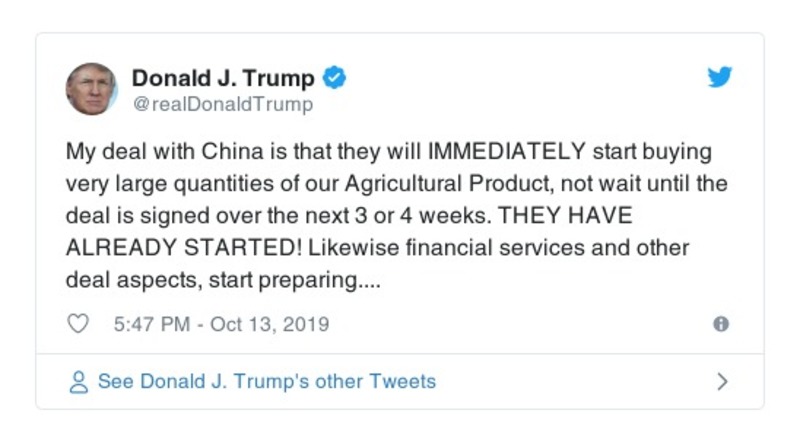 Donald J. Trump
@realDonaldTrump
My deal with China is that they will IMMEDIATELY start buying
very large quantities of our Agricultural Product, not wait until the
deal is signed over the next 3 or 4 weeks. THEY HAVE
ALREADY STARTED! Likewise financial services and other
deal aspects, start preparing....
5:47 PM - Oct 13, 2019
See Donald J. Trump's other Tweets